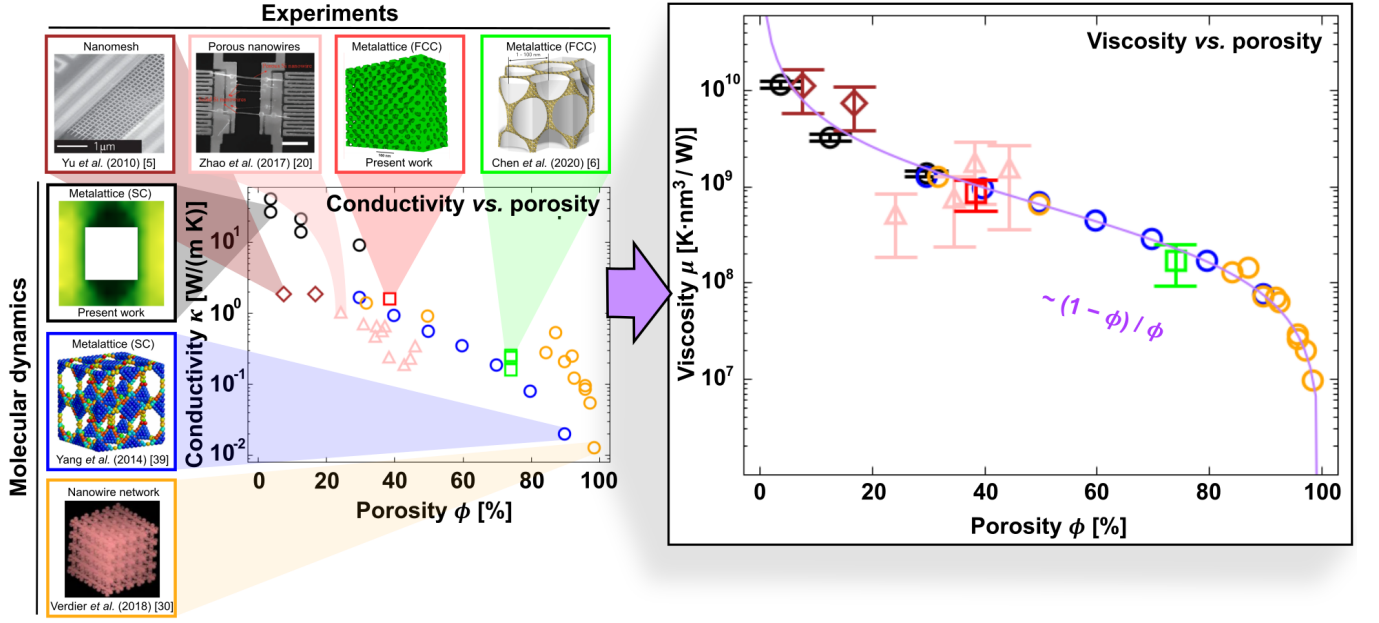 Experiments
Nanomesh
1μm
Yu et al. (2010) [5]
Porous nanowires
Zhao et al. (2017) [20]
Metalattice (FCC)
Present work
Metalattice (FCC)
1 - 100 nm
Chen et al. (2020) [6]
Molecular dynamics
Metalattice (SC)
Present work
Metalattice (SC)
Yang et al. (2014) [39]
Nanowire network
Verdier et al. (2018) [30]
Conductivity vs. porosity
Conductivity κ [W/(m K)]
10¹
10⁰
10⁻¹
10⁻²
0 20 40 60 80 100
Porosity ϕ [%]
Viscosity vs. porosity
Viscosity μ [K·nm³ / W)]
10¹⁰
10⁹
10⁸
10⁷
~ (1 − ϕ) / ϕ
0 20 40 60 80 100
Porosity ϕ [%]